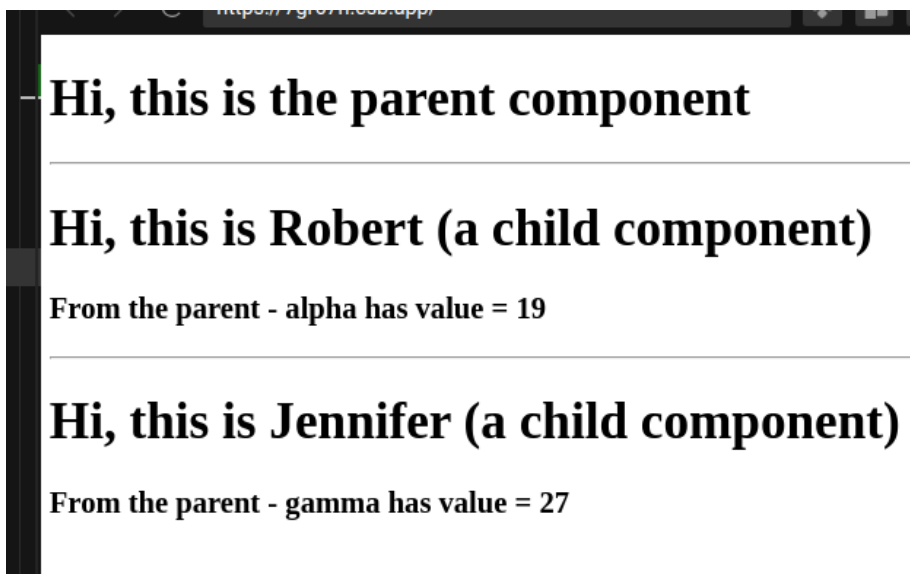 Hi, this is the parent component
Hi, this is Robert (a child component)
From the parent - alpha has value = 19
Hi, this is Jennifer (a child component)
From the parent - gamma has value = 27